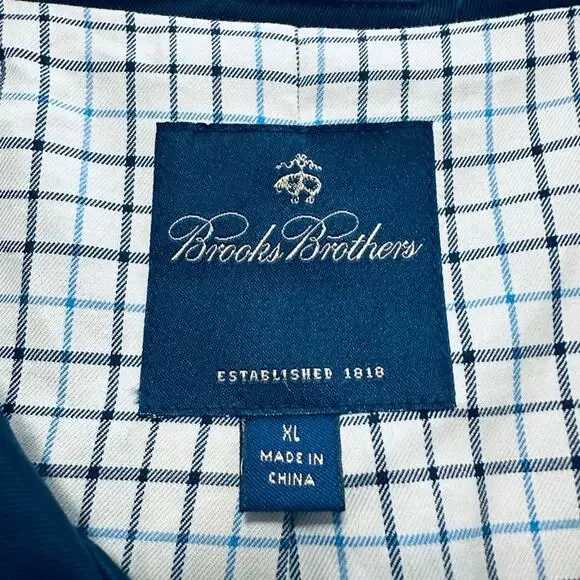 Brooks Brothers
ESTABLISHED 1818
XL
MADE IN
CHINA